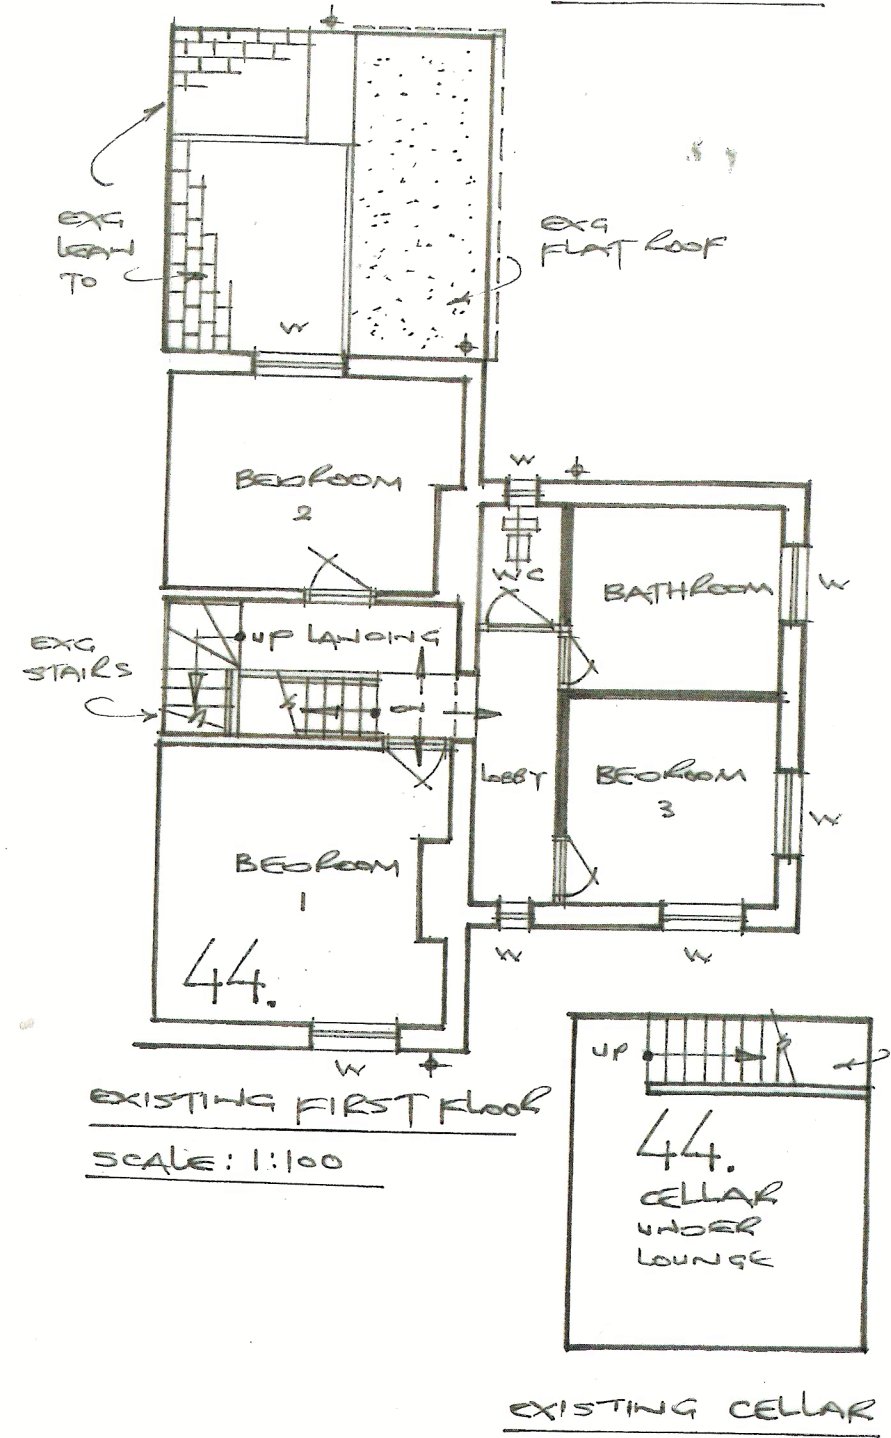 EXG
LEAN
TO
EXG
FLAT ROOF
W
BEDROOM
2
W
WC
BATHROOM
W
EXG
STAIRS
UP LANDING
D
LOBBY
BEDROOM
3
W
BEDROOM
1
44.
W
W
W
EXISTING FIRST FLOOR
SCALE: 1:100
UP
44.
CELLAR
UNDER
LOUNGE
EXISTING CELLAR